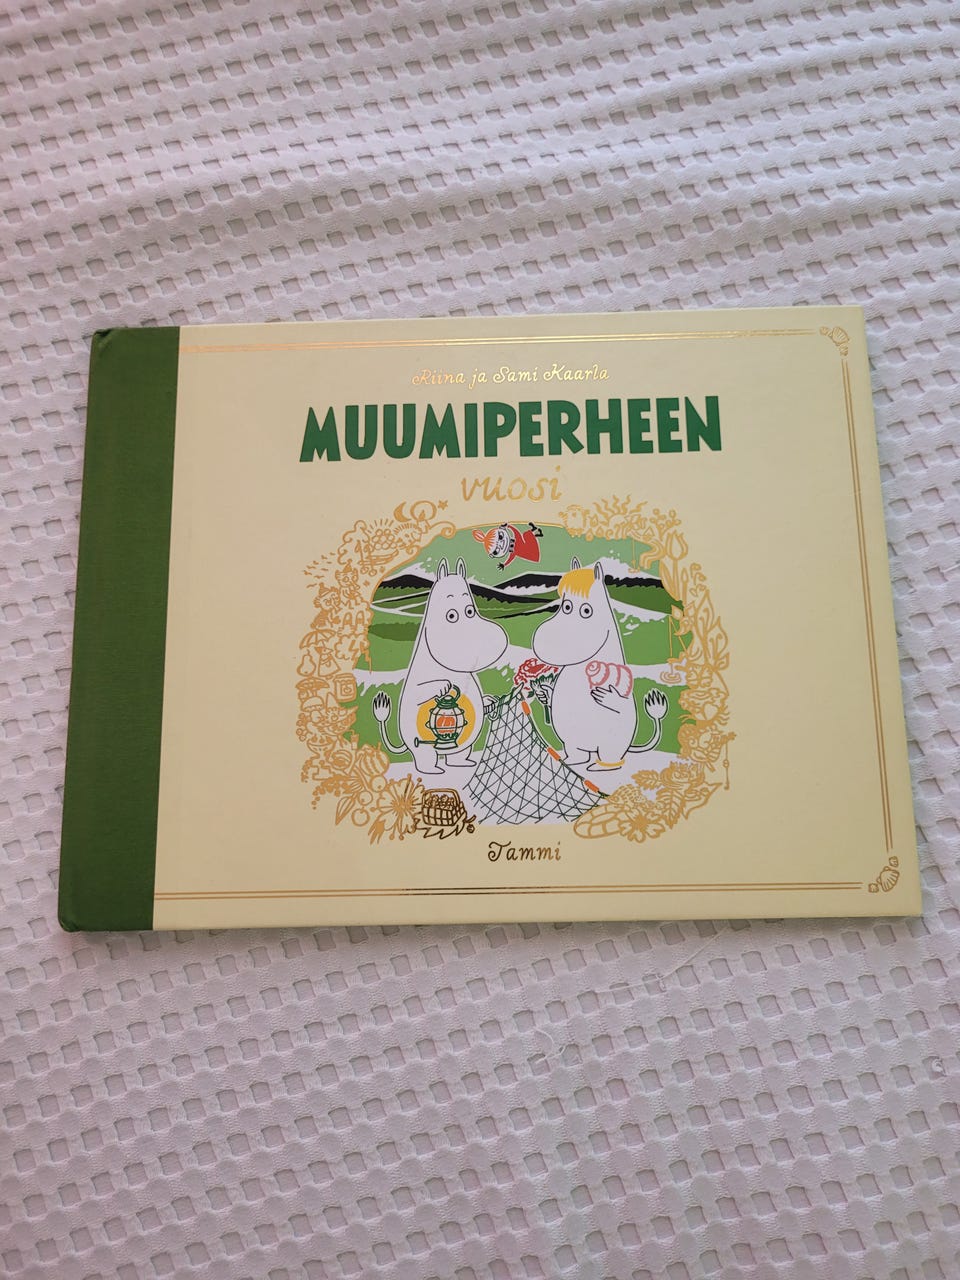 Riina ja Sami Kaarla
MUUMIPERHEEN
vuosi
Tammi